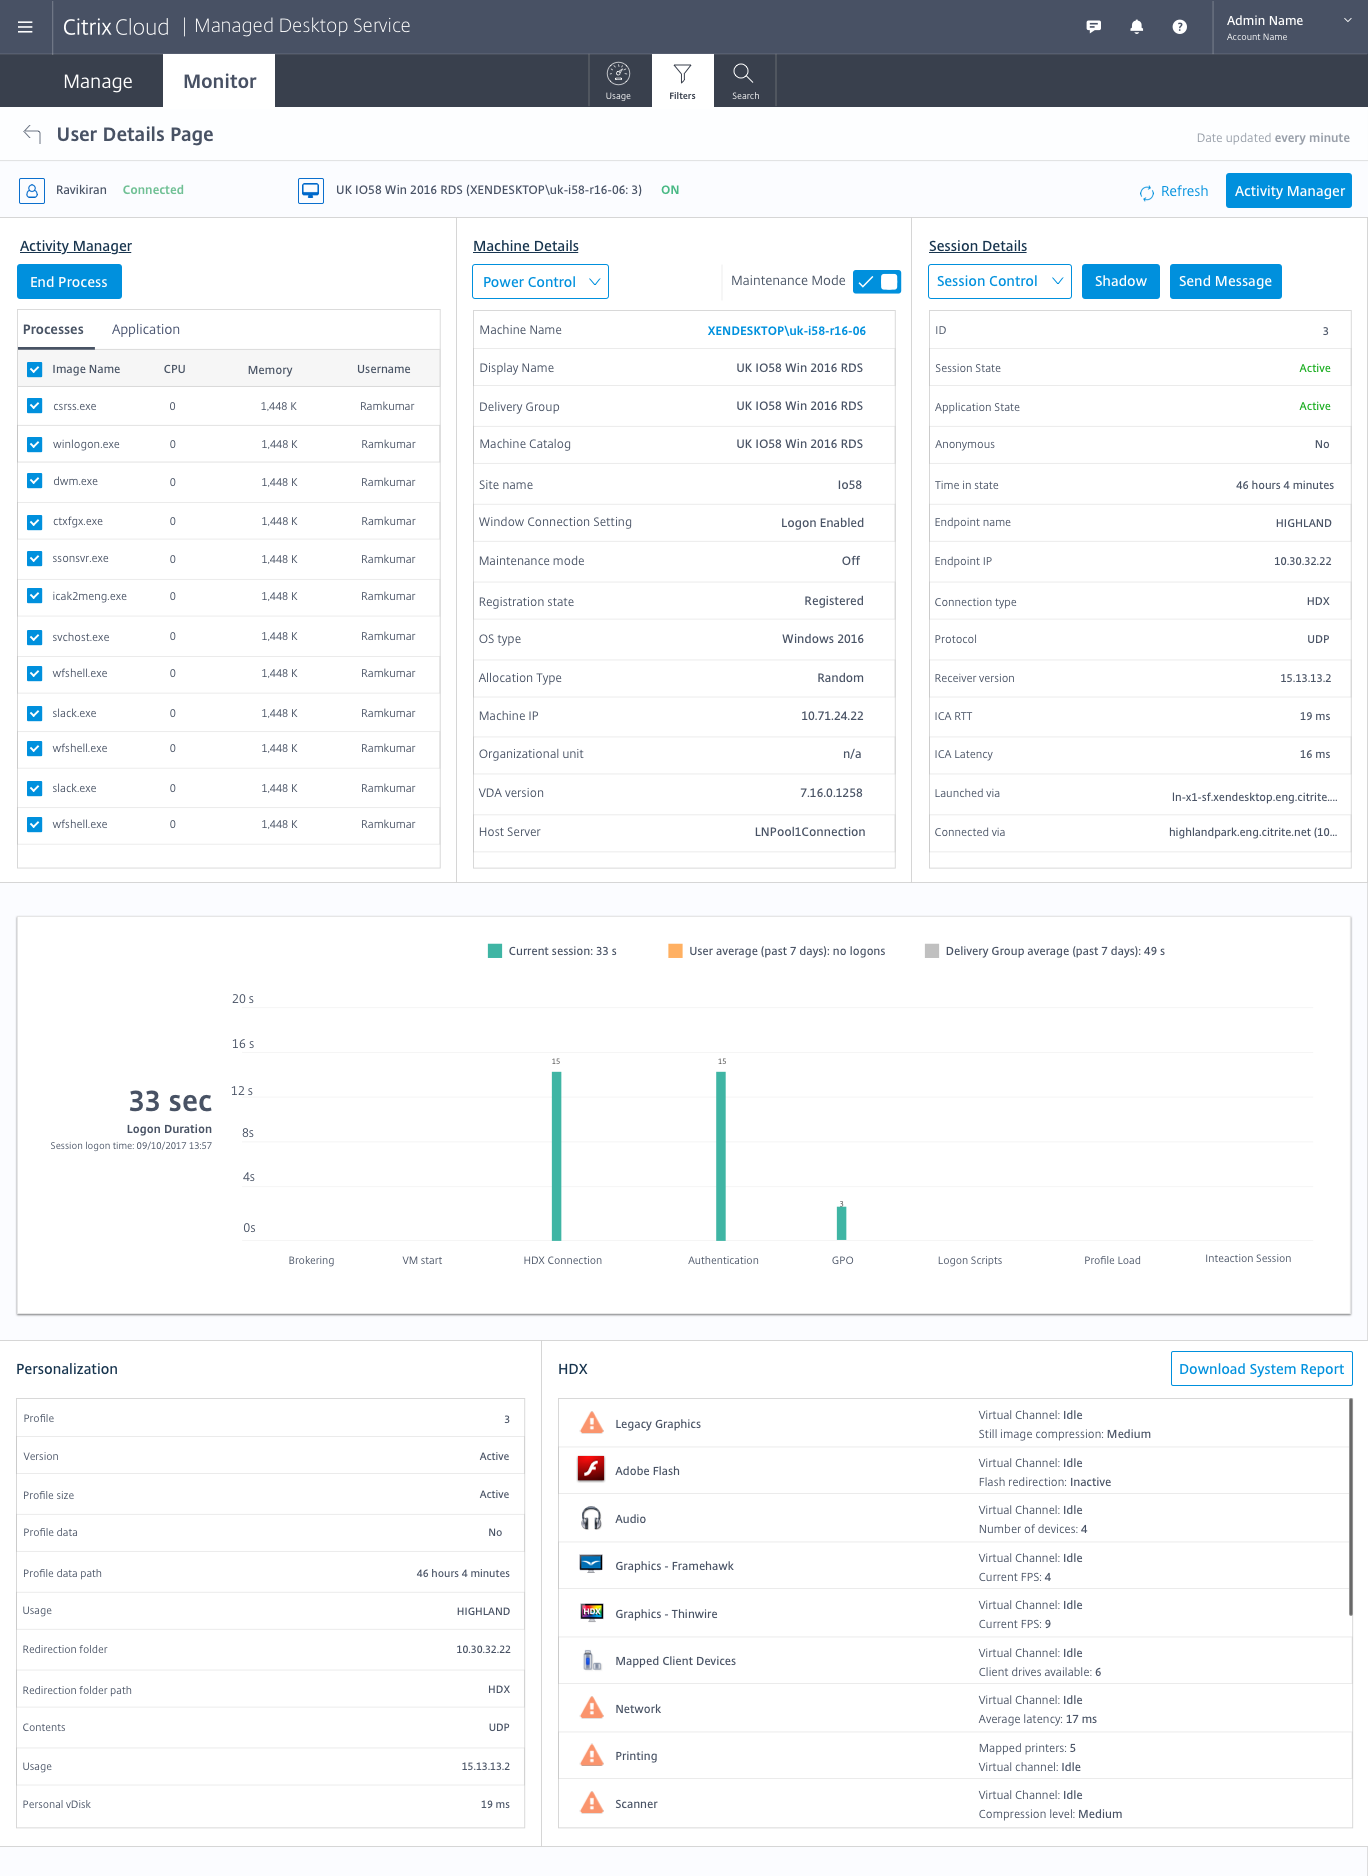 Citrix Cloud | Managed Desktop Service
Admin Name
Account Name
Manage
Monitor
Usage
Filters
Search
User Details Page
Date updated every minute
Ravikiran Connected
UK IO58 Win 2016 RDS (XENDESKTOP\uk-i58-r16-06: 3) ON
Refresh
Activity Manager
Activity Manager
End Process
Processes Application
Image Name CPU Memory Username
csrss.exe 0 1,448 K Ramkumar
winlogon.exe 0 1,448 K Ramkumar
dwm.exe 0 1,448 K Ramkumar
ctxfgx.exe 0 1,448 K Ramkumar
ssonsvr.exe 0 1,448 K Ramkumar
icak2meng.exe 0 1,448 K Ramkumar
svchost.exe 0 1,448 K Ramkumar
wfshell.exe 0 1,448 K Ramkumar
slack.exe 0 1,448 K Ramkumar
wfshell.exe 0 1,448 K Ramkumar
slack.exe 0 1,448 K Ramkumar
wfshell.exe 0 1,448 K Ramkumar
Machine Details
Power Control
Maintenance Mode
Machine Name XENDESKTOP\uk-i58-r16-06
Display Name UK IO58 Win 2016 RDS
Delivery Group UK IO58 Win 2016 RDS
Machine Catalog UK IO58 Win 2016 RDS
Site name Io58
Window Connection Setting Logon Enabled
Maintenance mode Off
Registration state Registered
OS type Windows 2016
Allocation Type Random
Machine IP 10.71.24.22
Organizational unit n/a
VDA version 7.16.0.1258
Host Server LNPool1Connection
Session Details
Session Control
Shadow
Send Message
ID 3
Session State Active
Application State Active
Anonymous No
Time in state 46 hours 4 minutes
Endpoint name HIGHLAND
Endpoint IP 10.30.32.22
Connection type HDX
Protocol UDP
Receiver version 15.13.13.2
ICA RTT 19 ms
ICA Latency 16 ms
Launched via ln-x1-sf.xendesktop.eng.citrite....
Connected via highlandpark.eng.citrite.net (10...
Current session: 33 s
User average (past 7 days): no logons
Delivery Group average (past 7 days): 49 s
33 sec
Logon Duration
Session logon time: 09/10/2017 13:57
20 s
16 s
12 s
8s
4s
0s
15
15
3
Brokering
VM start
HDX Connection
Authentication
GPO
Logon Scripts
Profile Load
Inteaction Session
Personalization
Profile 3
Version Active
Profile size Active
Profile data No
Profile data path 46 hours 4 minutes
Usage HIGHLAND
Redirection folder 10.30.32.22
Redirection folder path HDX
Contents UDP
Usage 15.13.13.2
Personal vDisk 19 ms
HDX
Download System Report
Legacy Graphics
Virtual Channel: Idle
Still image compression: Medium
Adobe Flash
Virtual Channel: Idle
Flash redirection: Inactive
Audio
Virtual Channel: Idle
Number of devices: 4
Graphics - Framehawk
Virtual Channel: Idle
Current FPS: 4
HDX
Graphics - Thinwire
Virtual Channel: Idle
Current FPS: 9
Mapped Client Devices
Virtual Channel: Idle
Client drives available: 6
Network
Virtual Channel: Idle
Average latency: 17 ms
Printing
Mapped printers: 5
Virtual channel: Idle
Scanner
Virtual Channel: Idle
Compression level: Medium